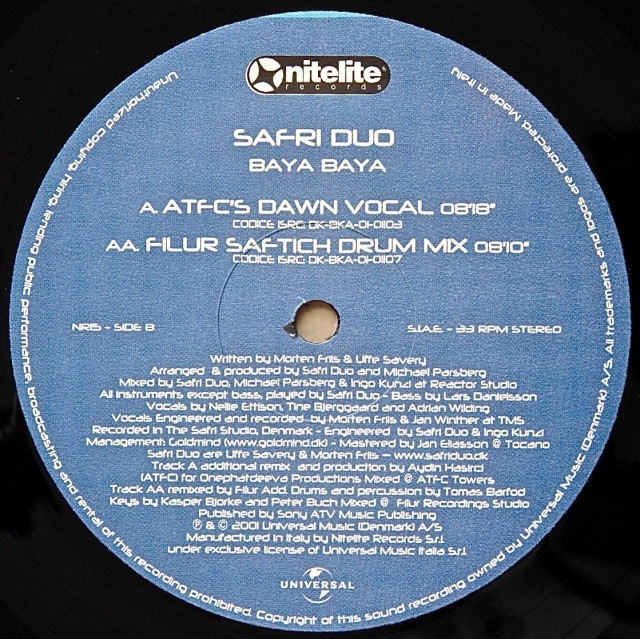 nitelite
records
SAFRI DUO
BAYA BAYA
A. ATFC'S DAWN VOCAL 08'18"
CODICE ISRC: DK-BKA-01-01103
AA. FILUR SAFTICH DRUM MIX 08'10"
CODICE ISRC: DK-BKA-01-01107
NR15 - SIDE B
S.I.A.E. - 33 RPM STEREO
Written by Morten Friis & Uffe Savery
Arranged & produced by Safri Duo and Michael Parsberg
Mixed by Safri Duo, Michael Parsberg & Ingo Kunzi at Reactor Studio
All instruments except bass, played by Safri Duo - Bass by Lars Danielsson
Vocals by Nellie Ettison, Tine Bjerggaard and Adrian Wilding
Vocals Engineered and recorded by Morten Friis & Jan Winther at TMS
Recorded in The Safri Studio, Denmark - Engineered by Safri Duo & Ingo Kunzi
Management: Goldmind (www.goldmind.dk) - Mastered by Jan Eliasson @ Tocano
Safri Duo are Uffe Savery & Morten Friis – www.safriduo.dk
Track A additional remix and production by Aydin Hasirci
(ATFC) for Onephatdeeva Productions Mixed @ ATFC Towers
Track AA remixed by Filur Add. Drums and percussion by Tomas Barfod
Keys by Kasper Bjorke and Peter Buch Mixed @ Filur Recordings Studio
Published by Sony ATV Music Publishing
℗ & © 2001 Universal Music (Denmark) A/S
Manufactured in Italy by Nitelite Records S.r.l.
under exclusive license of Universal Music Italia S.r.l.
UNIVERSAL
Unauthorized copying, hiring, lending, public performance, broadcasting and rental of this recording prohibited. Copyright of this sound recording owned by Universal Music (Denmark) A/S. All trademarks and logos are protected. Made in Italy